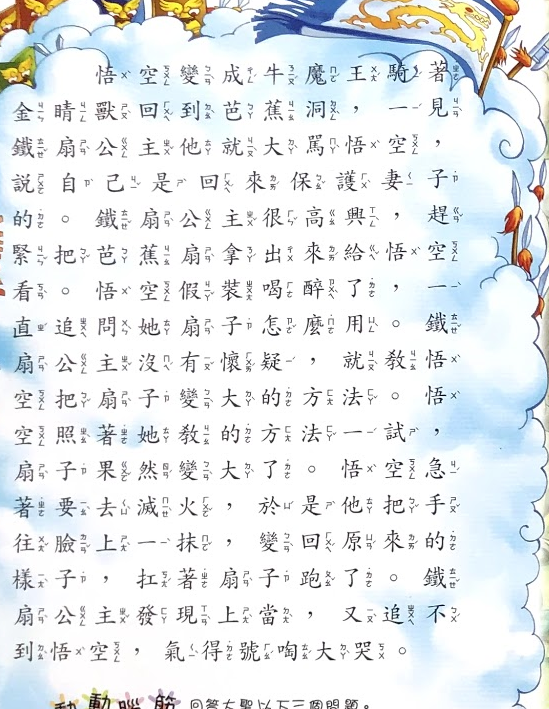 悟空變成牛魔王騎著
金睛獸回到芭蕉洞，一見
鐵扇公主他就大罵悟空，
說自己是回來保護妻子
的。鐵扇公主很高興，趕
緊把芭蕉扇拿出來給悟空
看。悟空假裝喝醉了，一
直追問她扇子怎麼用。鐵
扇公主沒有懷疑，就教悟
空把扇子變大的方法。悟
空照著她教的方法一試，
扇子果然變大了。悟空急
著要去滅火，於是他把手
往臉上一抹，變回原來的
樣子，扛著扇子跑了。鐵
扇公主發現上當，又追不
到悟空，氣得號啕大哭。
動動腦筋 回答大聖以下三個問題。